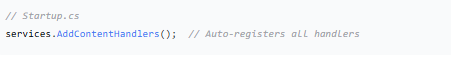 // Startup.cs
services.AddContentHandlers();  // Auto-registers all handlers